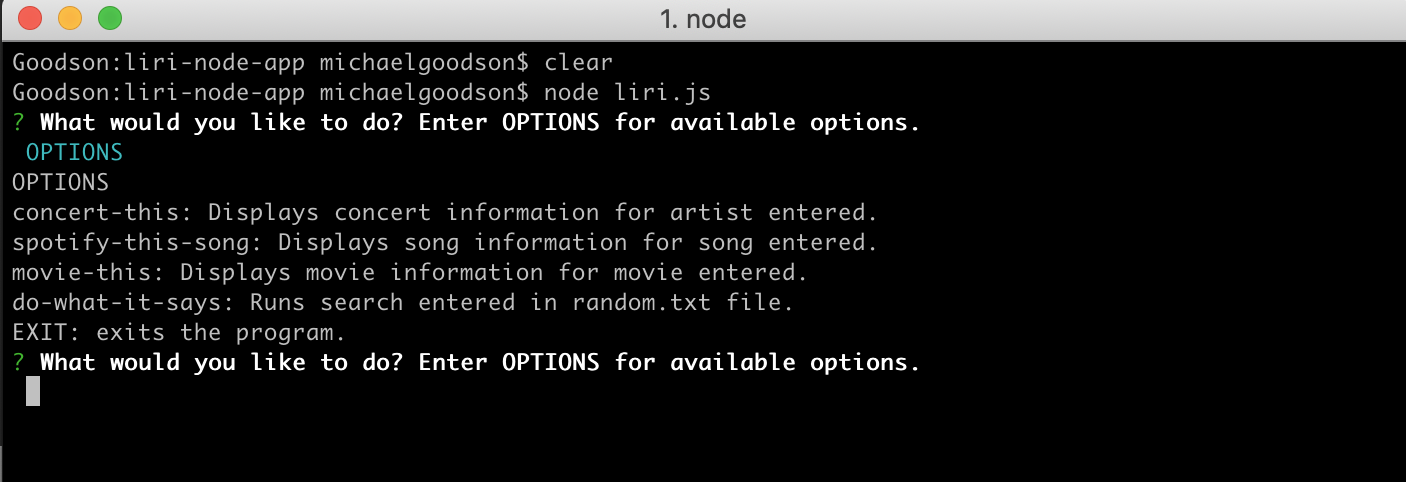 1. node
Goodson:liri-node-app michaelgoodson$ clear
Goodson:liri-node-app michaelgoodson$ node liri.js
? What would you like to do? Enter OPTIONS for available options.
OPTIONS
OPTIONS
concert-this: Displays concert information for artist entered.
spotify-this-song: Displays song information for song entered.
movie-this: Displays movie information for movie entered.
do-what-it-says: Runs search entered in random.txt file.
EXIT: exits the program.
? What would you like to do? Enter OPTIONS for available options.